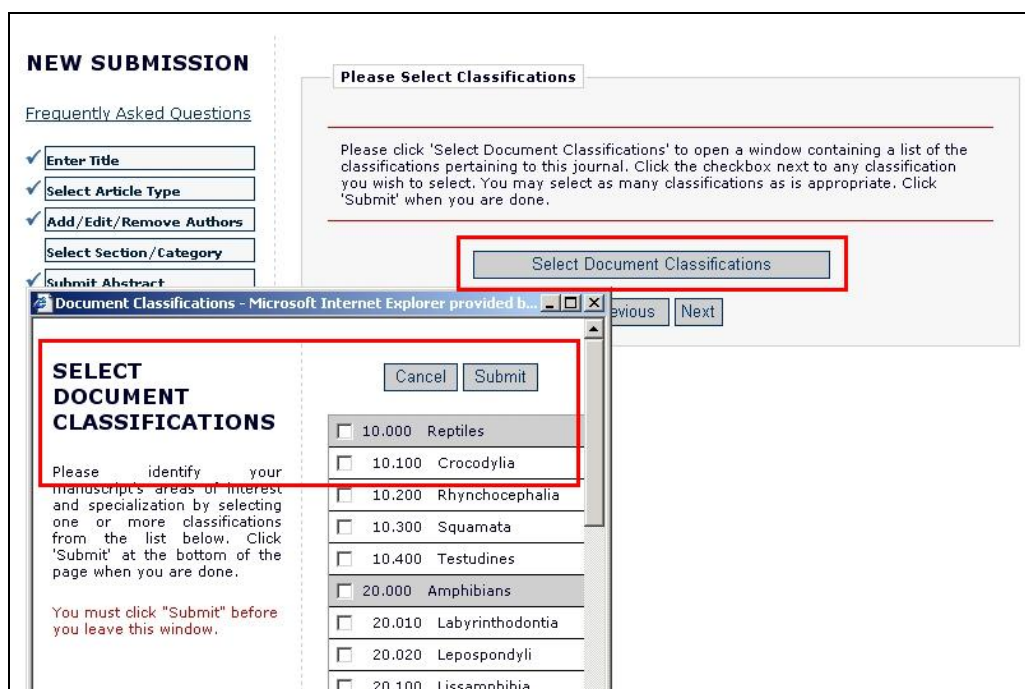 NEW SUBMISSION
Frequently Asked Questions
Enter Title
Select Article Type
Add/Edit/Remove Authors
Select Section/Category
Submit Abstract
Please Select Classifications
Please click 'Select Document Classifications' to open a window containing a list of the
classifications pertaining to this journal. Click the checkbox next to any classification
you wish to select. You may select as many classifications as is appropriate. Click
'Submit' when you are done.
Select Document Classifications
evious Next
Document Classifications - Microsoft Internet Explorer provided b...
SELECT
DOCUMENT
CLASSIFICATIONS
Please identify your
manuscript's areas of interest
and specialization by selecting
one or more classifications
from the list below. Click
'Submit' at the bottom of the
page when you are done.
You must click "Submit" before
you leave this window.
Cancel Submit
10.000 Reptiles
10.100 Crocodylia
10.200 Rhynchocephalia
10.300 Squamata
10.400 Testudines
20.000 Amphibians
20.010 Labyrinthodontia
20.020 Lepospondyli
20.100 Lissamphibia